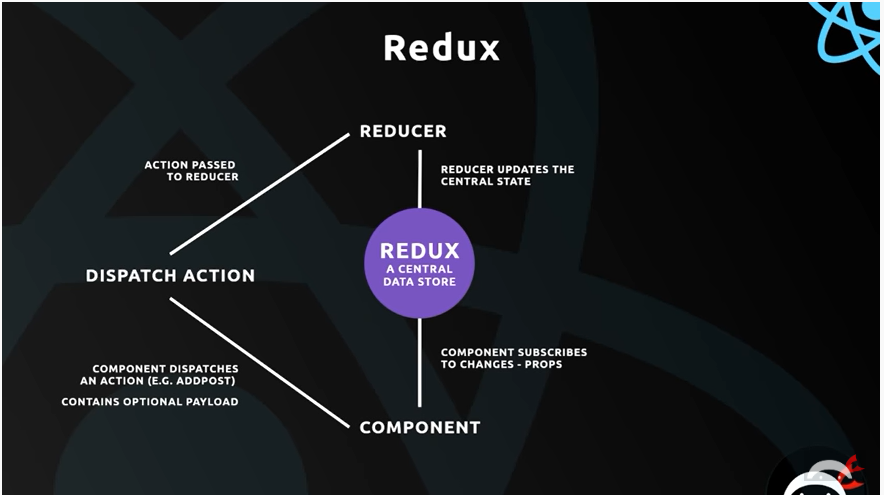 Redux
REDUCER
ACTION PASSED
TO REDUCER
REDUCER UPDATES THE
CENTRAL STATE
REDUX
A CENTRAL
DATA STORE
DISPATCH ACTION
COMPONENT DISPATCHES
AN ACTION (E.G. ADDPOST)
CONTAINS OPTIONAL PAYLOAD
COMPONENT SUBSCRIBES
TO CHANGES - PROPS
COMPONENT